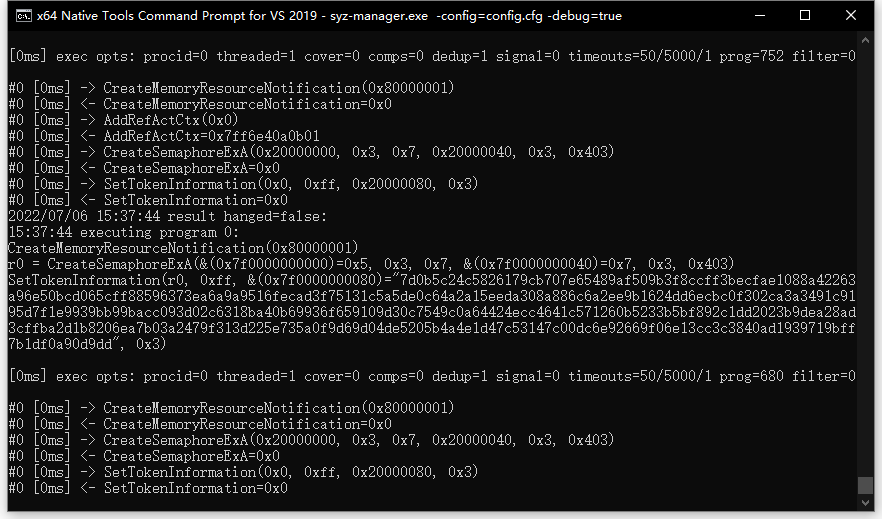 x64 Native Tools Command Prompt for VS 2019 - syz-manager.exe  -config=config.cfg -debug=true
[0ms] exec opts: procid=0 threaded=1 cover=0 comps=0 dedup=1 signal=0 timeouts=50/5000/1 prog=752 filter=0
#0 [0ms] -> CreateMemoryResourceNotification(0x80000001)
#0 [0ms] <- CreateMemoryResourceNotification=0x0
#0 [0ms] -> AddRefActCtx(0x0)
#0 [0ms] <- AddRefActCtx=0x7ff6e40a0b01
#0 [0ms] -> CreateSemaphoreExA(0x20000000, 0x3, 0x7, 0x20000040, 0x3, 0x403)
#0 [0ms] <- CreateSemaphoreExA=0x0
#0 [0ms] -> SetTokenInformation(0x0, 0xff, 0x20000080, 0x3)
#0 [0ms] <- SetTokenInformation=0x0
2022/07/06 15:37:44 result hanged=false:
15:37:44 executing program 0:
CreateMemoryResourceNotification(0x80000001)
r0 = CreateSemaphoreExA(&(0x7f0000000000)=0x5, 0x3, 0x7, &(0x7f0000000040)=0x7, 0x3, 0x403)
SetTokenInformation(r0, 0xff, &(0x7f0000000080)="7d0b5c24c5826179cb707e65489af509b3f8ccff3becfae1088a42263
a96e50bcd065cff88596373ea6a9a9516fecad3f75131c5a5de0c64a2a15eeda308a886c6a2ee9b1624dd6ecbc0f302ca3a3491c91
95d7f1e9939bb99bacc093d02c6318ba40b69936f659109d30c7549c0a64424ecc4641c571260b5233b5bf892c1dd2023b9dea28ad
3cffba2d1b8206ea7b03a2479f313d225e735a0f9d69d04de5205b4a4e1d47c53147c00dc6e92669f06e13cc3c3840ad1939719bff
7b1df0a90d9dd", 0x3)
[0ms] exec opts: procid=0 threaded=1 cover=0 comps=0 dedup=1 signal=0 timeouts=50/5000/1 prog=680 filter=0
#0 [0ms] -> CreateMemoryResourceNotification(0x80000001)
#0 [0ms] <- CreateMemoryResourceNotification=0x0
#0 [0ms] -> CreateSemaphoreExA(0x20000000, 0x3, 0x7, 0x20000040, 0x3, 0x403)
#0 [0ms] <- CreateSemaphoreExA=0x0
#0 [0ms] -> SetTokenInformation(0x0, 0xff, 0x20000080, 0x3)
#0 [0ms] <- SetTokenInformation=0x0